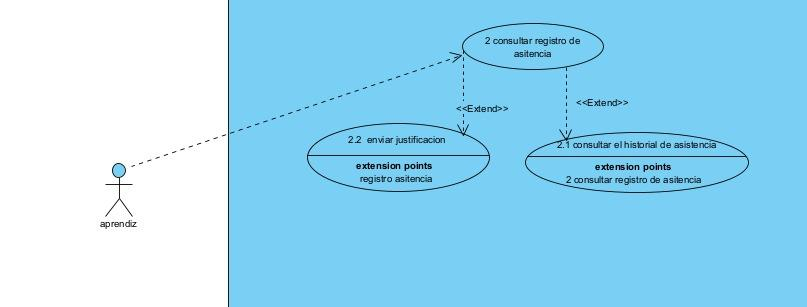 2 consultar registro de
asitencia
<<Extend>>
<<Extend>>
2.2 enviar justificacion
extension points
registro asitencia
2.1 consultar el historial de asistencia
extension points
2 consultar registro de asitencia
aprendiz